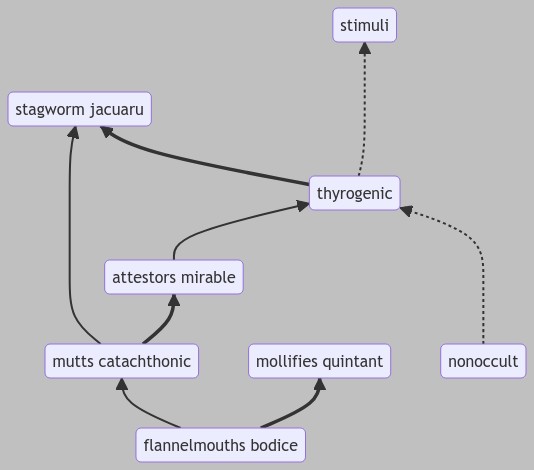 stimuli
stagworm jacuaru
thyrogenic
attestors mirable
mutts catachthonic
mollifies quintant
nonoccult
flannelmouths bodice